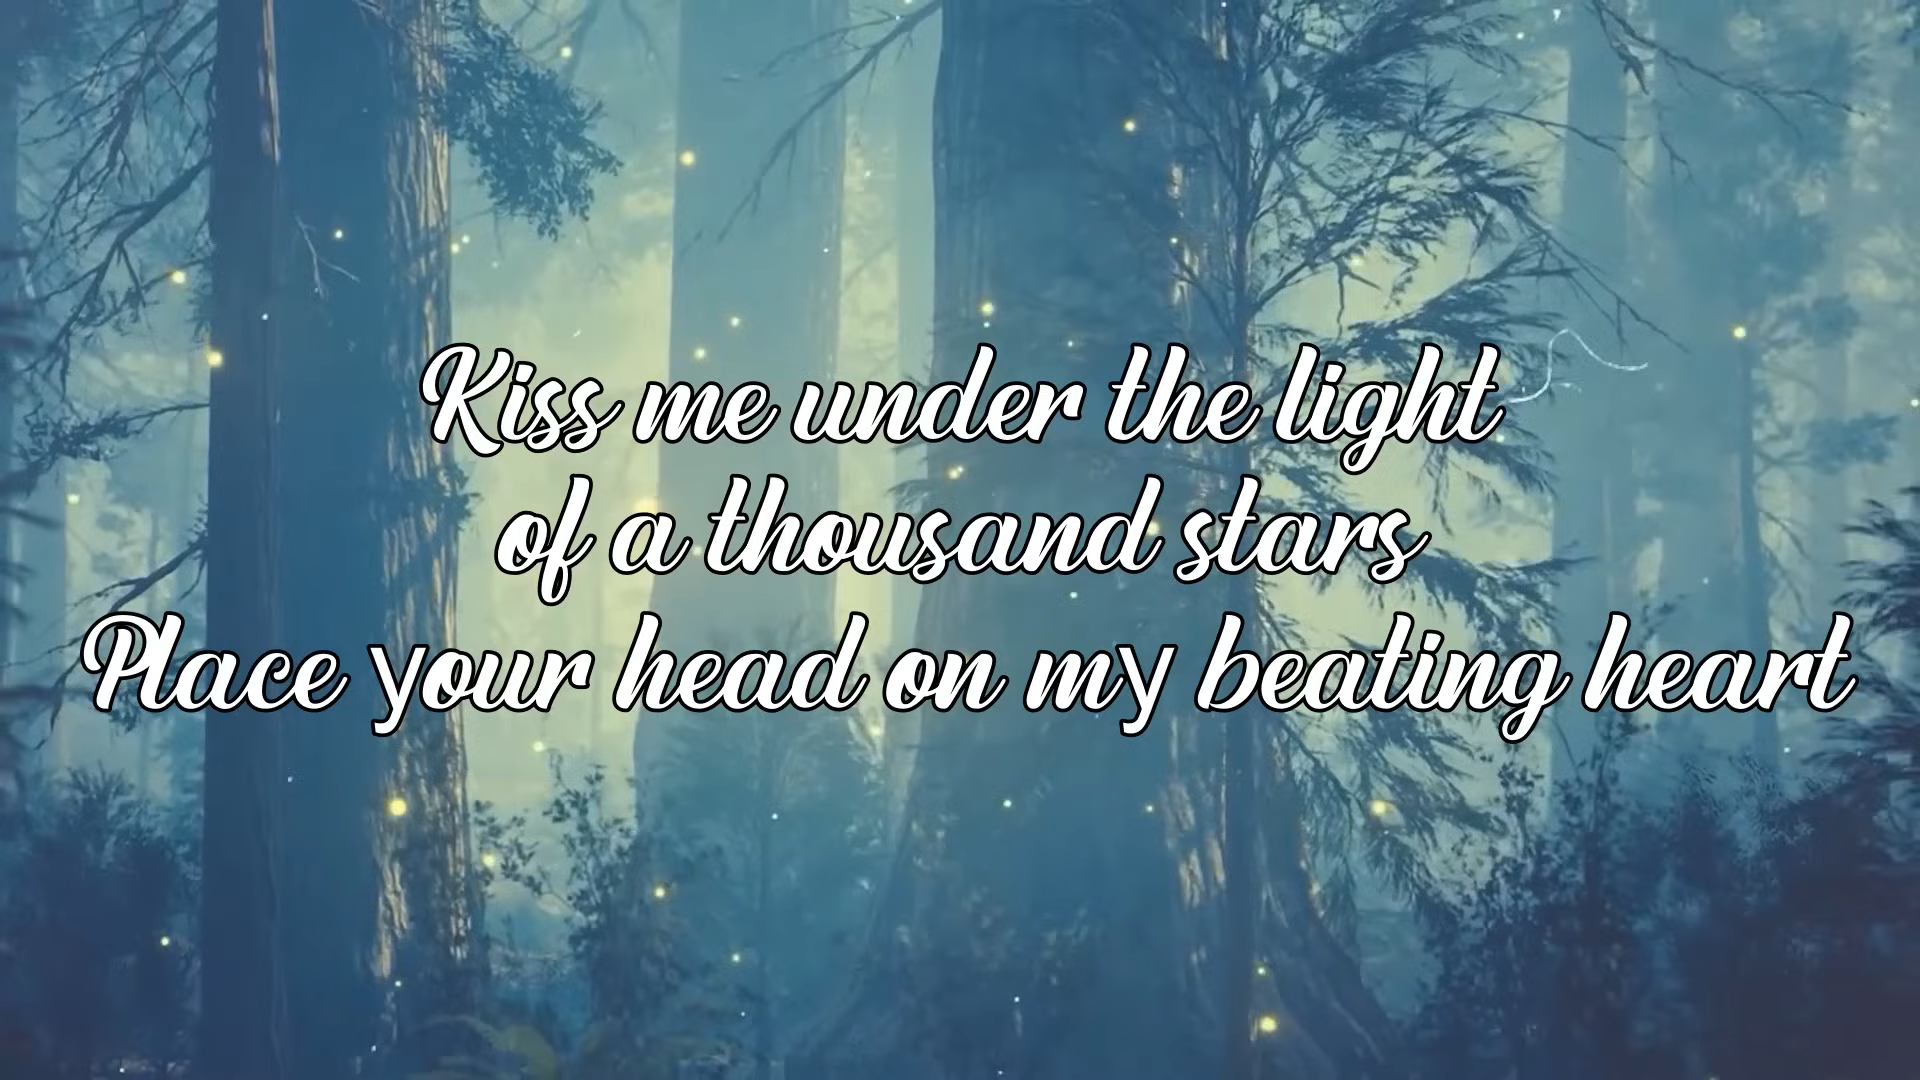 Kiss me under the light
of a thousand stars
Place your head on my beating heart